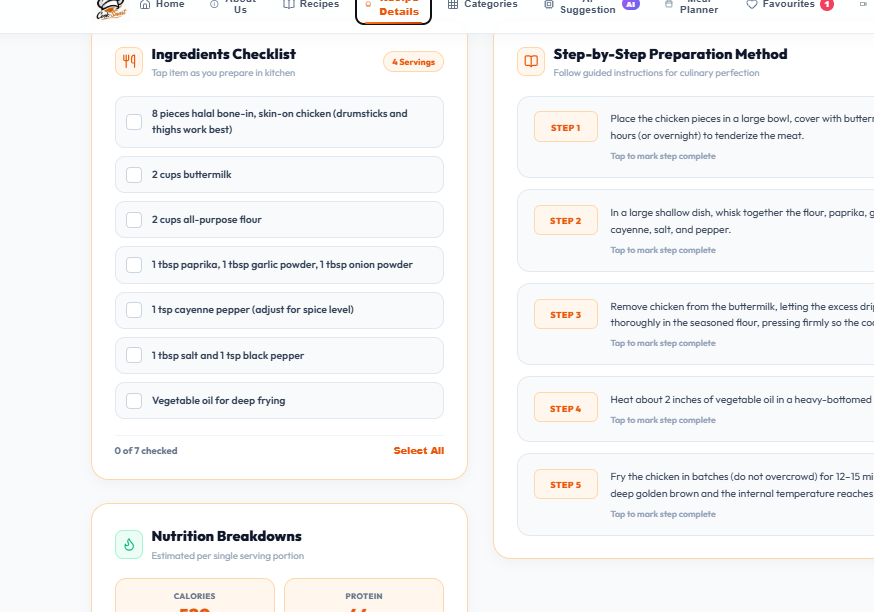 Home
About
Us
Recipes
Recipe
Details
Categories
AI
Suggestion
AI
Meal
Planner
Favourites
1
Ingredients Checklist
Tap item as you prepare in kitchen
4 Servings
8 pieces halal bone-in, skin-on chicken (drumsticks and
thighs work best)
2 cups buttermilk
2 cups all-purpose flour
1 tbsp paprika, 1 tbsp garlic powder, 1 tbsp onion powder
1 tsp cayenne pepper (adjust for spice level)
1 tbsp salt and 1 tsp black pepper
Vegetable oil for deep frying
0 of 7 checked
Select All
Nutrition Breakdowns
Estimated per single serving portion
CALORIES
PROTEIN
Step-by-Step Preparation Method
Follow guided instructions for culinary perfection
STEP 1
Place the chicken pieces in a large bowl, cover with butter
hours (or overnight) to tenderize the meat.
Tap to mark step complete
STEP 2
In a large shallow dish, whisk together the flour, paprika, g
cayenne, salt, and pepper.
Tap to mark step complete
STEP 3
Remove chicken from the buttermilk, letting the excess drip
thoroughly in the seasoned flour, pressing firmly so the co
Tap to mark step complete
STEP 4
Heat about 2 inches of vegetable oil in a heavy-bottomed
Tap to mark step complete
STEP 5
Fry the chicken in batches (do not overcrowd) for 12–15 mi
deep golden brown and the internal temperature reaches
Tap to mark step complete